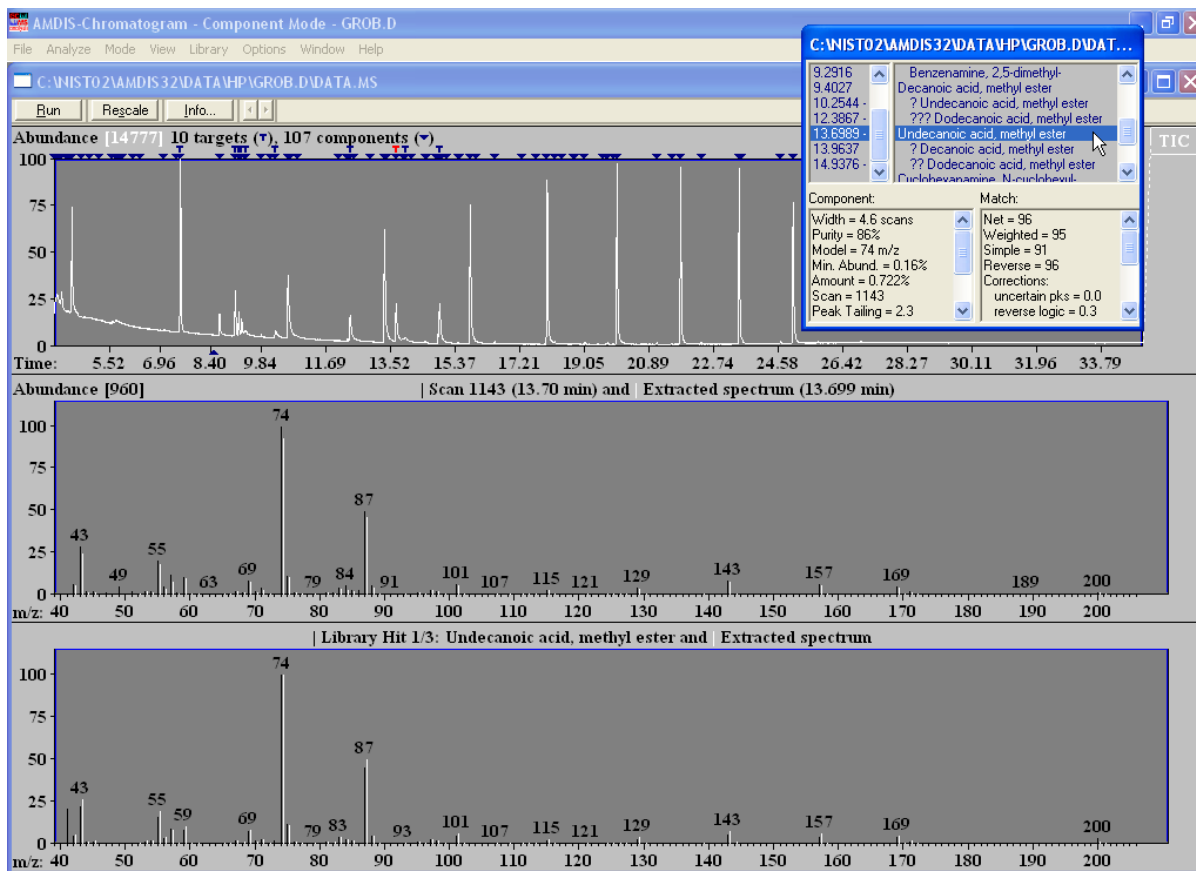 AMDIS-Chromatogram - Component Mode - GROB.D
File Analyze Mode View Library Options Window Help
C:\NIST02\AMDIS32\DATA\HP\GROB.D\DATA.MS
Run Rescale Info...
Abundance [14777] 10 targets (T), 107 components (▾)
TIC
100
75
50
25
0
Time: 5.52 6.96 8.40 9.84 11.69 13.52 15.37 17.21 19.05 20.89 22.74 24.58 26.42 28.27 30.11 31.96 33.79
C:\NIST02\AMDIS32\DATA\HP\GROB.D\DAT...
9.2916 Benzenamine, 2,5-dimethyl-
9.4027 Decanoic acid, methyl ester
10.2544 - ? Undecanoic acid, methyl ester
12.3867 - ??? Dodecanoic acid, methyl ester
13.6989 - Undecanoic acid, methyl ester
13.9637 ? Decanoic acid, methyl ester
14.9376 - ?? Dodecanoic acid, methyl ester
Component:
Width = 4.6 scans
Purity = 86%
Model = 74 m/z
Min. Abund. = 0.16%
Amount = 0.722%
Scan = 1143
Peak Tailing = 2.3
Match:
Net = 96
Weighted = 95
Simple = 91
Reverse = 96
Corrections:
uncertain pks = 0.0
reverse logic = 0.3
Abundance [960] | Scan 1143 (13.70 min) and | Extracted spectrum (13.699 min)
100
75
50
25
0
43 49 55 63 69 74 79 84 87 91 101 107 115 121 129 143 157 169 189 200
m/z: 40 50 60 70 80 90 100 110 120 130 140 150 160 170 180 190 200
| Library Hit 1/3: Undecanoic acid, methyl ester and | Extracted spectrum
100
75
50
25
0
43 55 59 69 74 79 83 87 93 101 107 115 121 129 143 157 169 200
m/z: 40 50 60 70 80 90 100 110 120 130 140 150 160 170 180 190 200